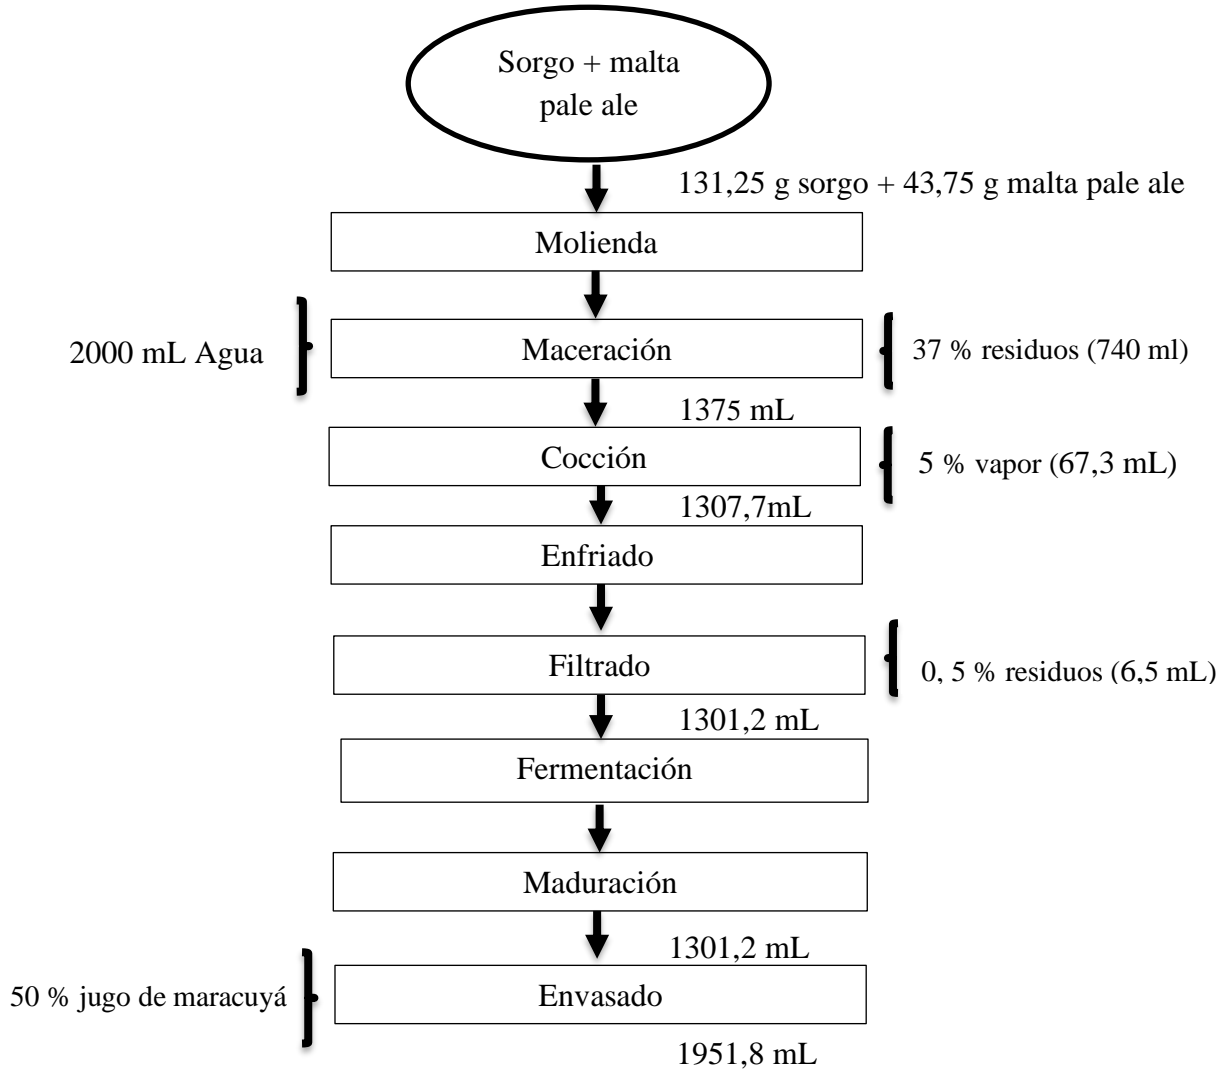 Sorgo + malta
pale ale
131,25 g sorgo + 43,75 g malta pale ale
Molienda
2000 mL Agua
Maceración
37 % residuos (740 ml)
1375 mL
Cocción
5 % vapor (67,3 mL)
1307,7mL
Enfriado
Filtrado
0, 5 % residuos (6,5 mL)
1301,2 mL
Fermentación
Maduración
1301,2 mL
50 % jugo de maracuyá
Envasado
1951,8 mL